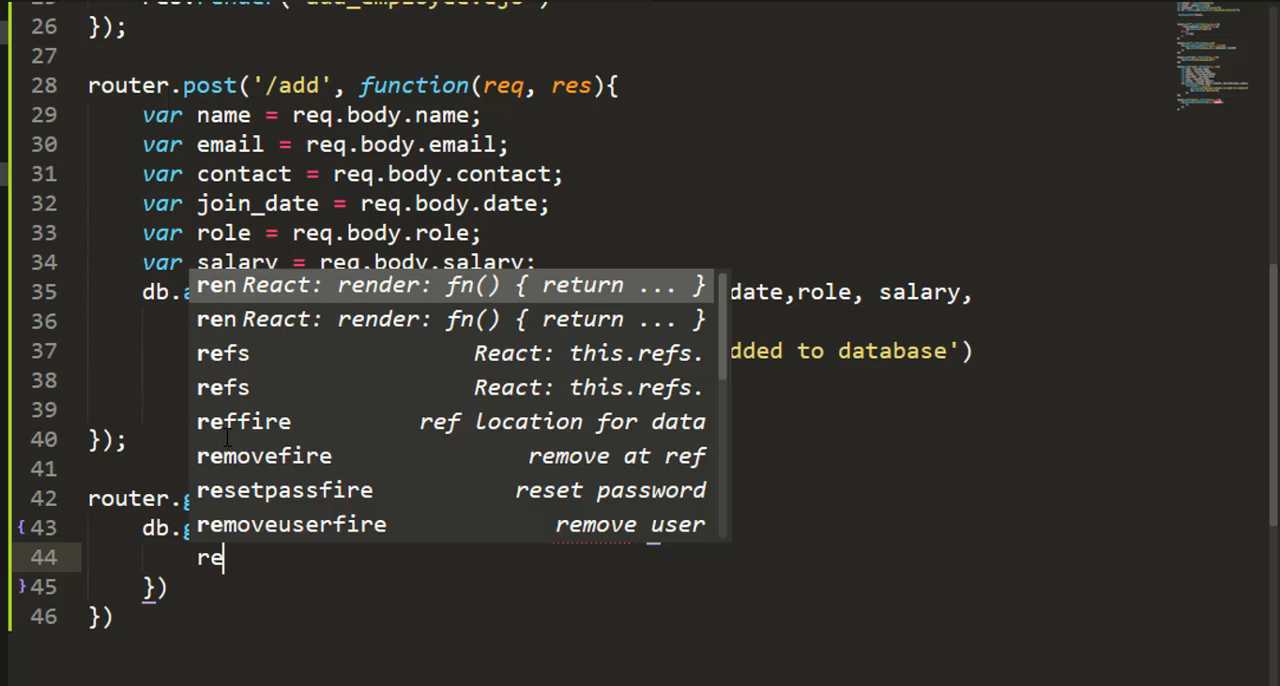 26 });
27
28 router.post('/add', function(req, res){
29 var name = req.body.name;
30 var email = req.body.email;
31 var contact = req.body.contact;
32 var join_date = req.body.date;
33 var role = req.body.role;
34 var salary = req.body.salary;
35 db. date,role, salary,
ren React: render: fn() { return ... }
36
ren React: render: fn() { return ... }
37 dded to database')
refs React: this.refs.
38
refs React: this.refs.
39
reffire ref location for data
40 });
removefire remove at ref
41
resetpassfire reset password
42 router.g
removeuserfire remove user
{ 43 db.g
44 re
} 45 })
46 })